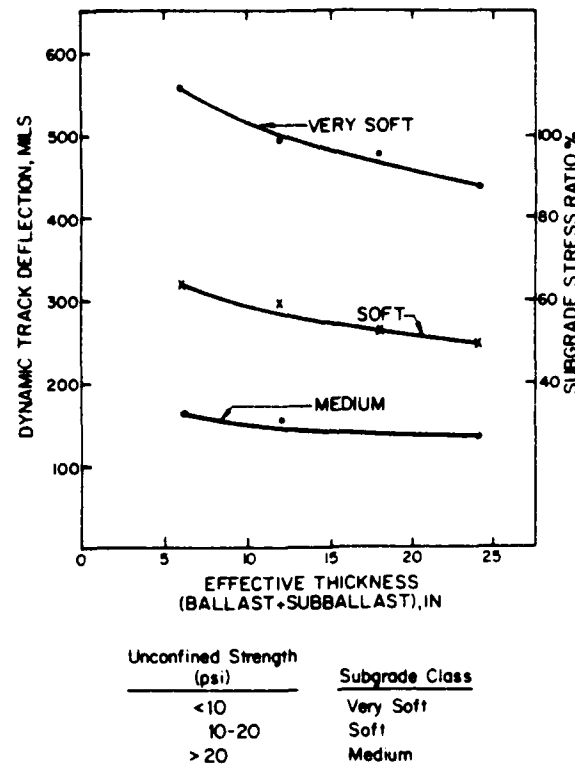 600
500
400
300
200
100
0
5
10
15
20
25
DYNAMIC TRACK DEFLECTION, MILS
100
80
60
40
SUBGRADE STRESS RATIO %
VERY SOFT
SOFT
MEDIUM
EFFECTIVE THICKNESS
(BALLAST+SUBBALLAST), IN
Unconfined Strength
(psi)
Subgrade Class
<10 Very Soft
10-20 Soft
>20 Medium